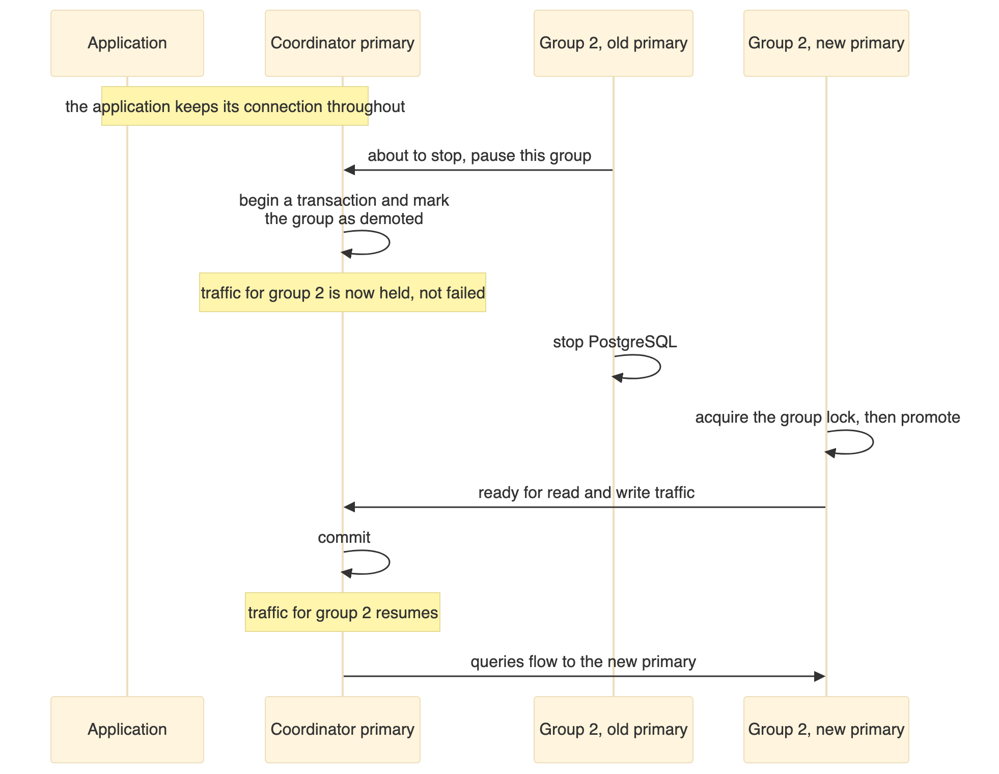 Application
Coordinator primary
Group 2, old primary
Group 2, new primary
the application keeps its connection throughout
about to stop, pause this group
begin a transaction and mark
the group as demoted
traffic for group 2 is now held, not failed
stop PostgreSQL
acquire the group lock, then promote
ready for read and write traffic
commit
traffic for group 2 resumes
queries flow to the new primary
Application
Coordinator primary
Group 2, old primary
Group 2, new primary